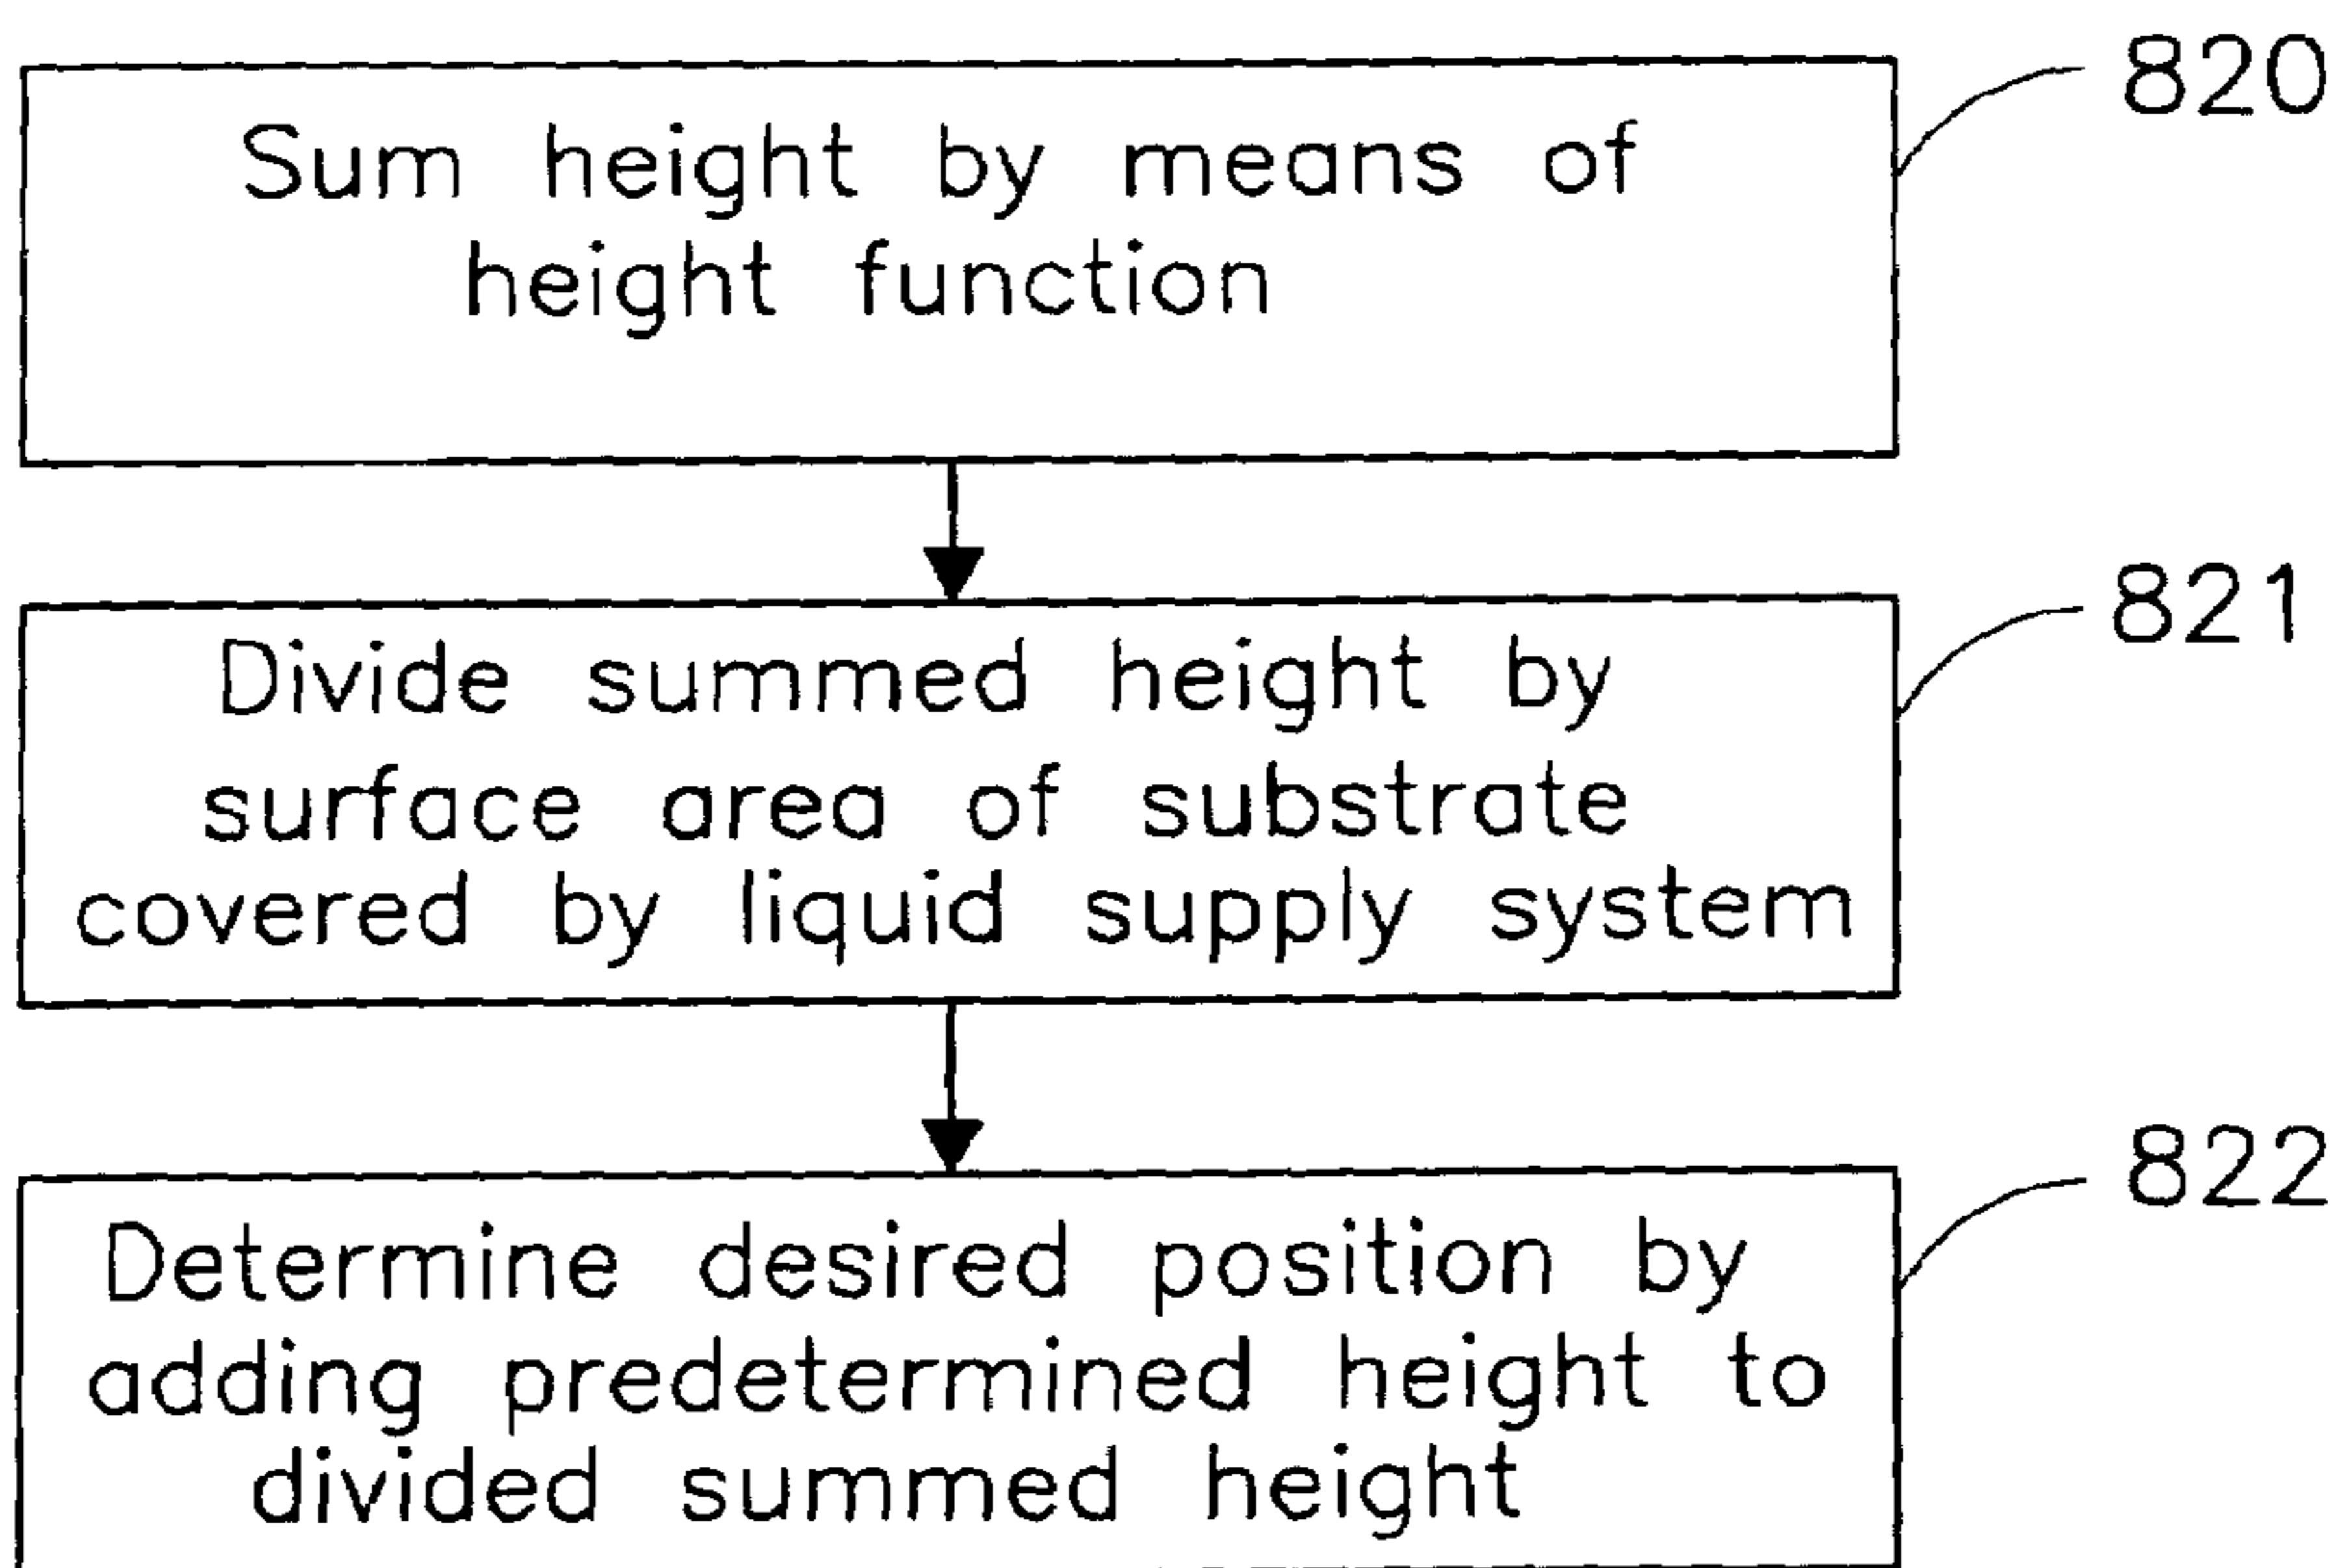 820
Sum height by means of
height function
821
Divide summed height by
surface area of substrate
covered by liquid supply system
822
Determine desired position by
adding predetermined height to
divided summed height